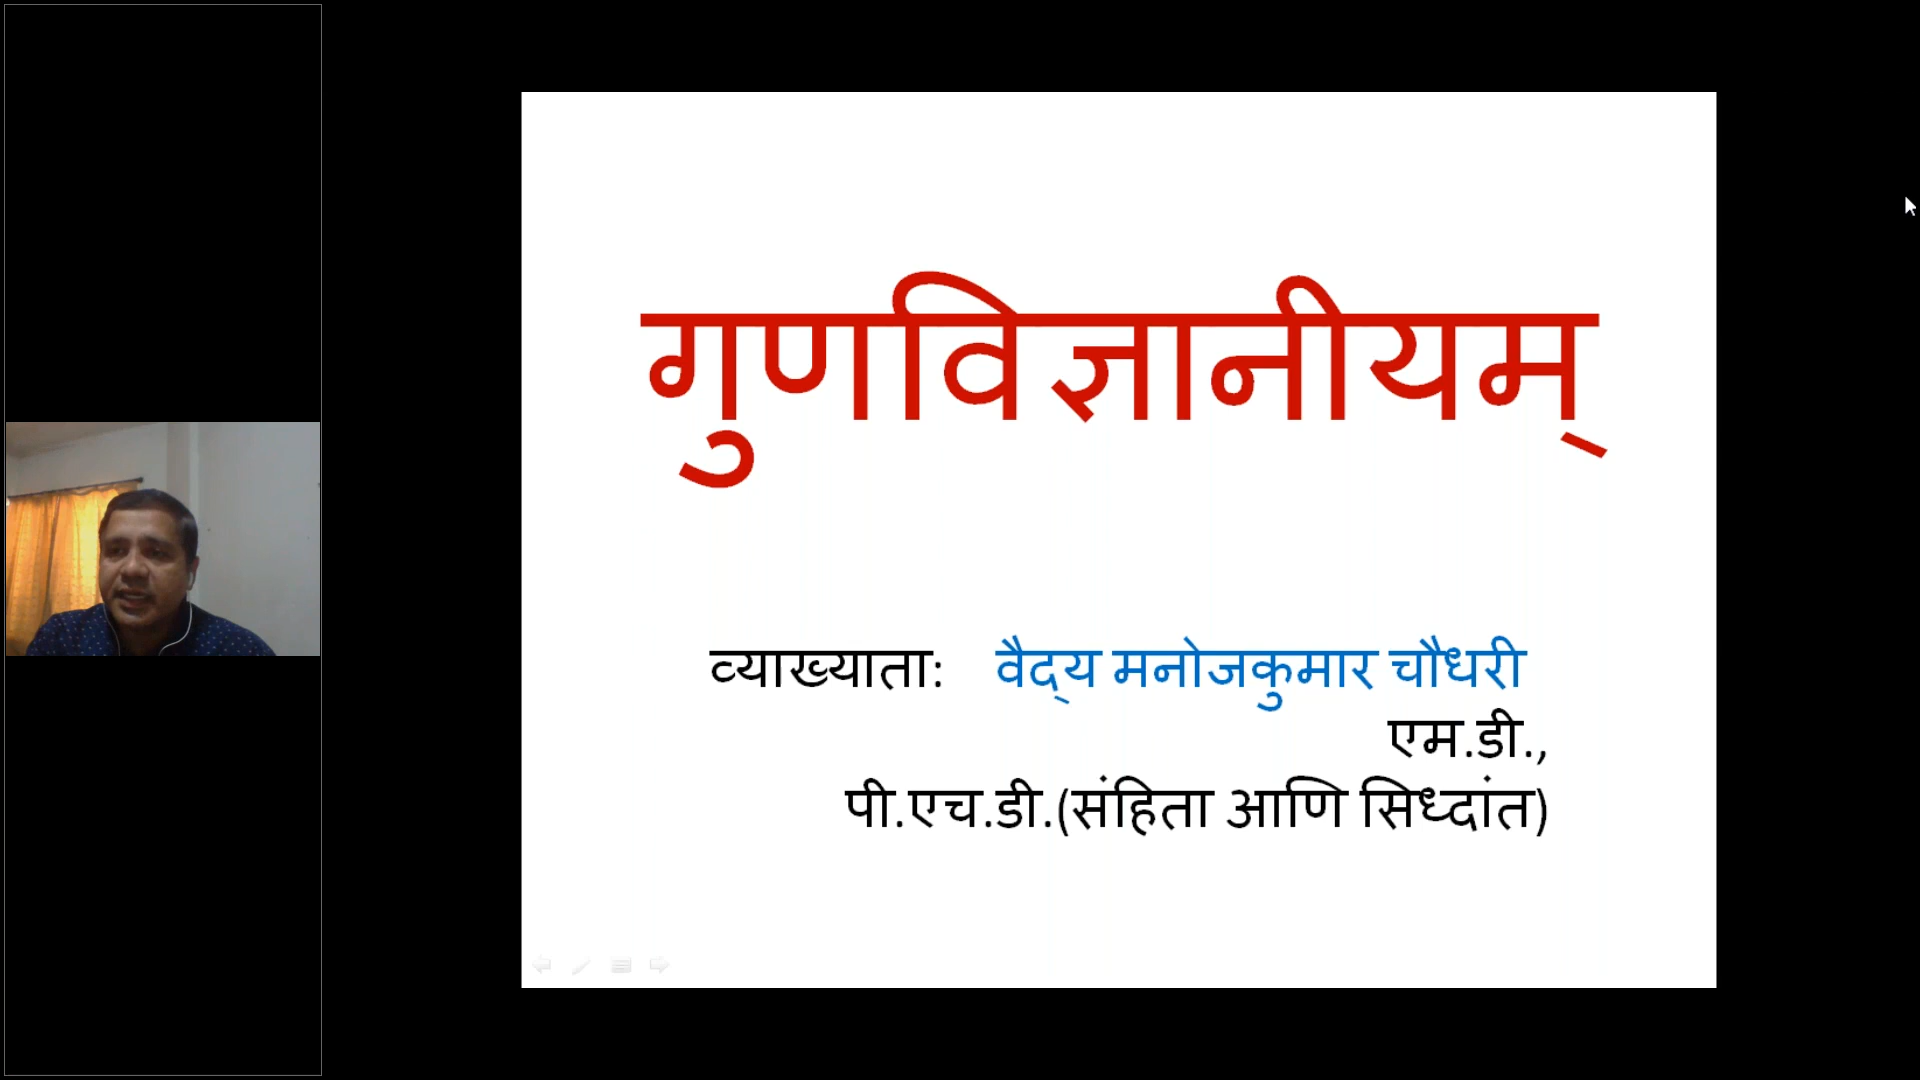 गुणविज्ञानीयम्
व्याख्याता: वैद्य मनोजकुमार चौधरी
एम.डी.,
पी.एच.डी.(संहिता आणि सिध्दांत)